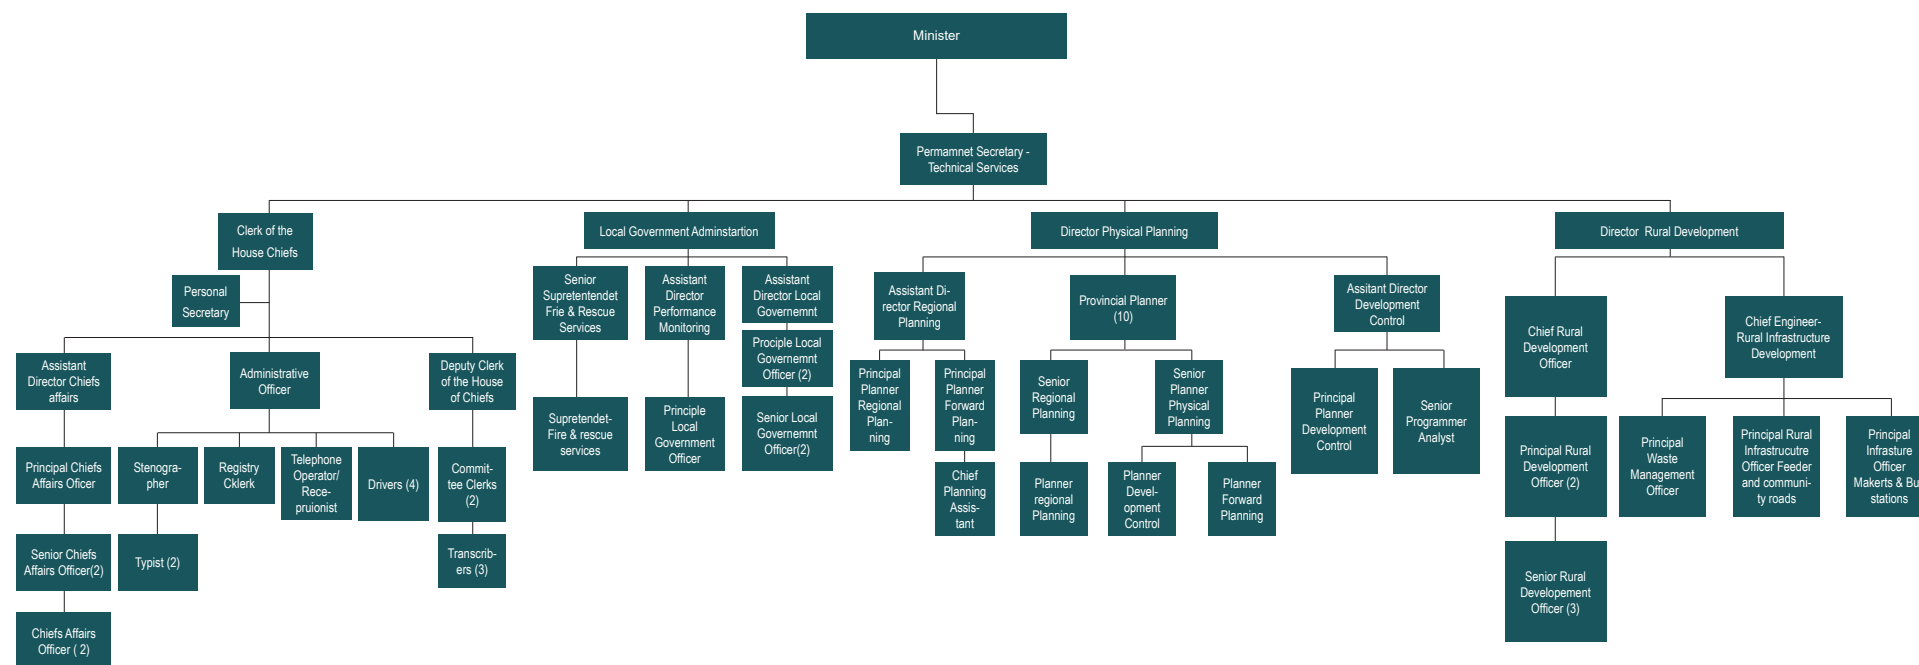 Minister
Permamnet Secretary -
Technical Services
Clerk of the
House Chiefs
Local Government Adminstartion
Director Physical Planning
Director Rural Development
Personal
Secretary
Assistant
Director Chiefs
affairs
Administrative
Officer
Deputy Clerk
of the House
of Chiefs
Principal Chiefs
Affairs Oficer
Senior Chiefs
Affairs Officer(2)
Chiefs Affairs
Officer ( 2)
Stenogra-
pher
Typist (2)
Registry
Cklerk
Telephone
Operator/
Rece-
pruionist
Drivers (4)
Commit-
tee Clerks
(2)
Transcrib-
ers (3)
Senior
Supretentendet
Frie & Rescue
Services
Supretendet-
Fire & rescue
services
Assistant
Director
Performance
Monitoring
Principle
Local
Government
Officer
Assistant
Director Local
Governemnt
Prociple Local
Governemnt
Officer (2)
Senior Local
Governemnt
Officer(2)
Assistant Di-
rector Regional
Planning
Principal
Planner
Regional
Plan-
ning
Principal
Planner
Forward
Plan-
ning
Chief
Planning
Assis-
tant
Provincial Planner
(10)
Senior
Regional
Planning
Planner
regional
Planning
Senior
Planner
Physical
Planning
Planner
Devel-
opment
Control
Planner
Forward
Planning
Assitant Director
Development
Control
Principal
Planner
Development
Control
Senior
Programmer
Analyst
Chief Rural
Development
Officer
Principal Rural
Development
Officer (2)
Senior Rural
Developement
Officer (3)
Chief Engineer-
Rural Infrastructure
Development
Principal
Waste
Management
Officer
Principal Rural
Infrastrucutre
Officer Feeder
and communi-
ty roads
Principal
Infrasture
Officer
Makerts & Bu
stations